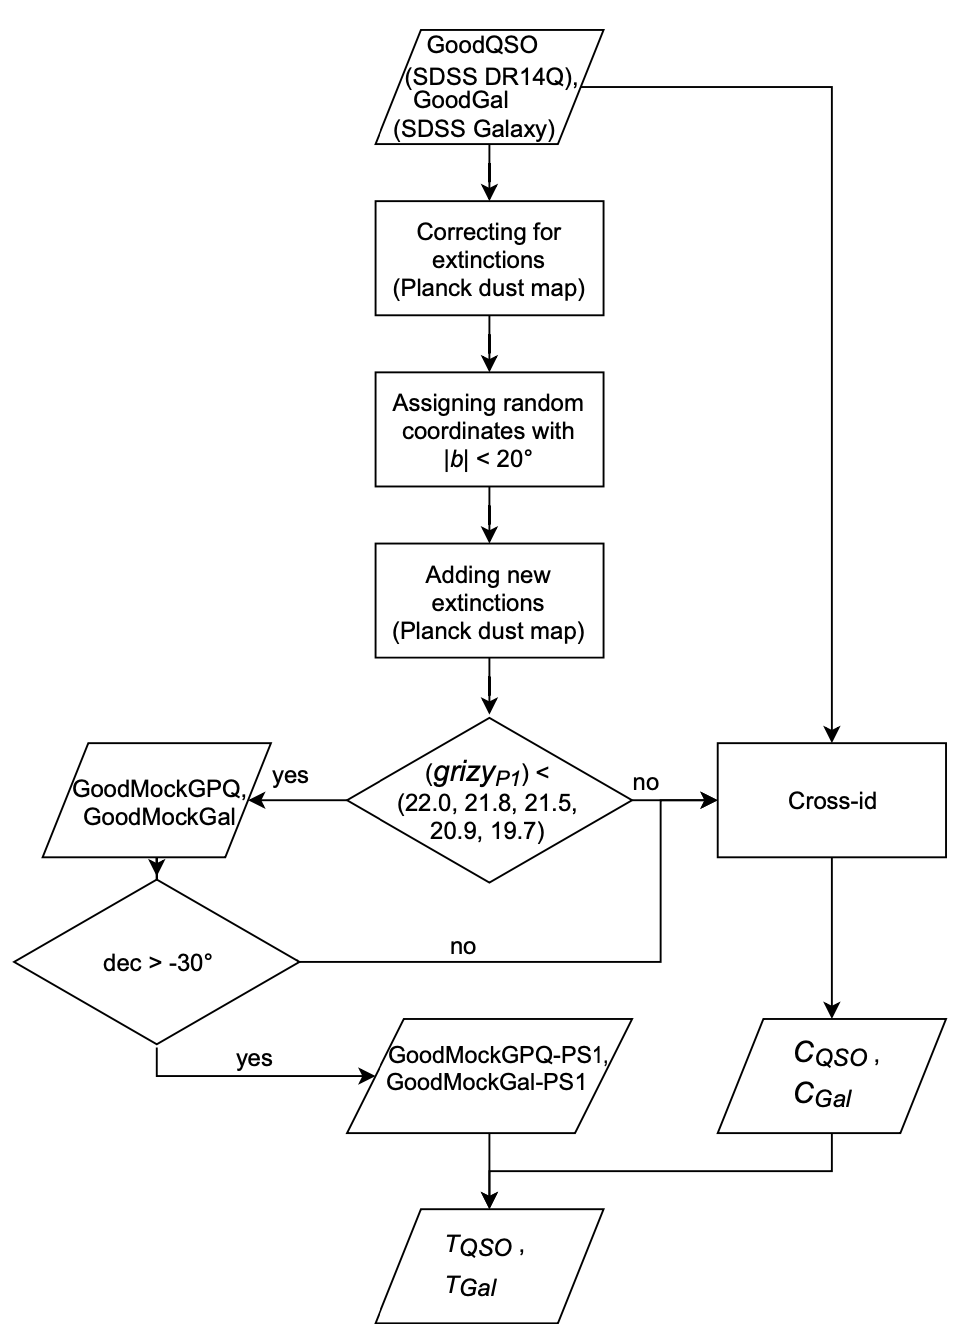 GoodQSO
(SDSS DR14Q),
GoodGal
(SDSS Galaxy)
Correcting for
extinctions
(Planck dust map)
Assigning random
coordinates with
|b| < 20°
Adding new
extinctions
(Planck dust map)
(grizyP1) <
(22.0, 21.8, 21.5,
20.9, 19.7)
yes
no
GoodMockGPQ,
GoodMockGal
Cross-id
dec > -30°
no
yes
GoodMockGPQ-PS1,
GoodMockGal-PS1
CQSO ,
CGal
TQSO ,
TGal